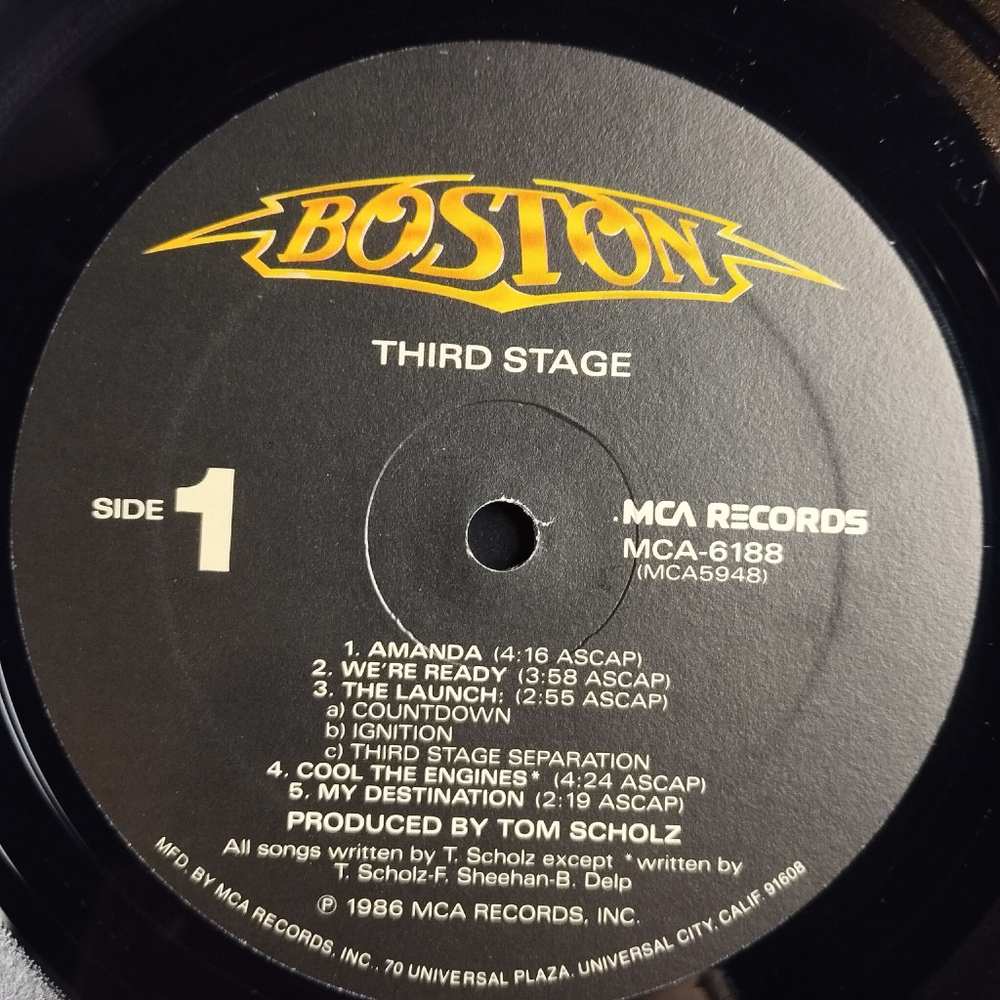 BOSTON
THIRD STAGE
SIDE 1
MCA RECORDS
MCA-6188
(MCA5948)
1. AMANDA (4:16 ASCAP)
2. WE'RE READY (3:58 ASCAP)
3. THE LAUNCH: (2:55 ASCAP)
a) COUNTDOWN
b) IGNITION
c) THIRD STAGE SEPARATION
4. COOL THE ENGINES* (4:24 ASCAP)
5. MY DESTINATION (2:19 ASCAP)
PRODUCED BY TOM SCHOLZ
All songs written by T. Scholz except *written by
T. Scholz-F. Sheehan-B. Delp
℗ 1986 MCA RECORDS, INC.
MFD. BY MCA RECORDS, INC., 70 UNIVERSAL PLAZA, UNIVERSAL CITY, CALIF 91608